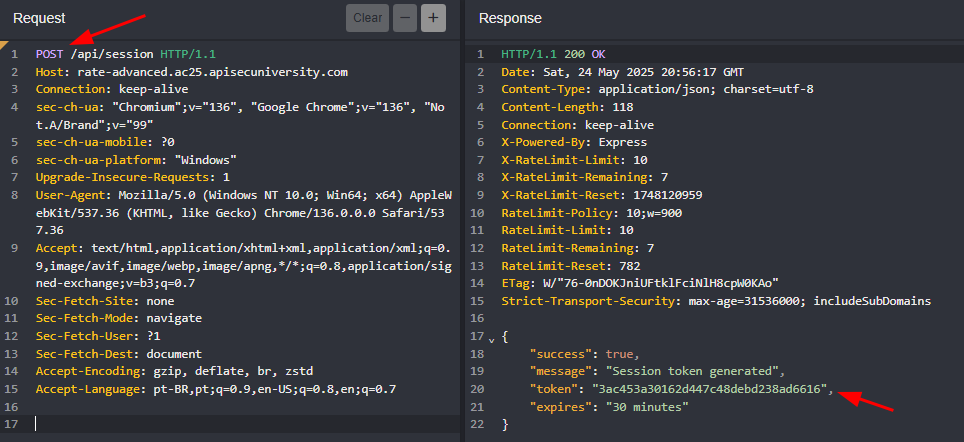 Request
Clear
−
+
1 POST /api/session HTTP/1.1
2 Host: rate-advanced.ac25.apisecuniversity.com
3 Connection: keep-alive
4 sec-ch-ua: "Chromium";v="136", "Google Chrome";v="136", "No
t.A/Brand";v="99"
5 sec-ch-ua-mobile: ?0
6 sec-ch-ua-platform: "Windows"
7 Upgrade-Insecure-Requests: 1
8 User-Agent: Mozilla/5.0 (Windows NT 10.0; Win64; x64) AppleW
ebKit/537.36 (KHTML, like Gecko) Chrome/136.0.0.0 Safari/53
7.36
9 Accept: text/html,application/xhtml+xml,application/xml;q=0.
9,image/avif,image/webp,image/apng,*/*;q=0.8,application/sig
ned-exchange;v=b3;q=0.7
10 Sec-Fetch-Site: none
11 Sec-Fetch-Mode: navigate
12 Sec-Fetch-User: ?1
13 Sec-Fetch-Dest: document
14 Accept-Encoding: gzip, deflate, br, zstd
15 Accept-Language: pt-BR,pt;q=0.9,en-US;q=0.8,en;q=0.7
16
17
Response
1 HTTP/1.1 200 OK
2 Date: Sat, 24 May 2025 20:56:17 GMT
3 Content-Type: application/json; charset=utf-8
4 Content-Length: 118
5 Connection: keep-alive
6 X-Powered-By: Express
7 X-RateLimit-Limit: 10
8 X-RateLimit-Remaining: 7
9 X-RateLimit-Reset: 1748120959
10 RateLimit-Policy: 10;w=900
11 RateLimit-Limit: 10
12 RateLimit-Remaining: 7
13 RateLimit-Reset: 782
14 ETag: W/"76-0nDOKJniUFtklFciNlH8cpW0KAo"
15 Strict-Transport-Security: max-age=31536000; includeSubDomains
16
17 {
18 "success": true,
19 "message": "Session token generated",
20 "token": "3ac453a30162d447c48debd238ad6616",
21 "expires": "30 minutes"
22 }